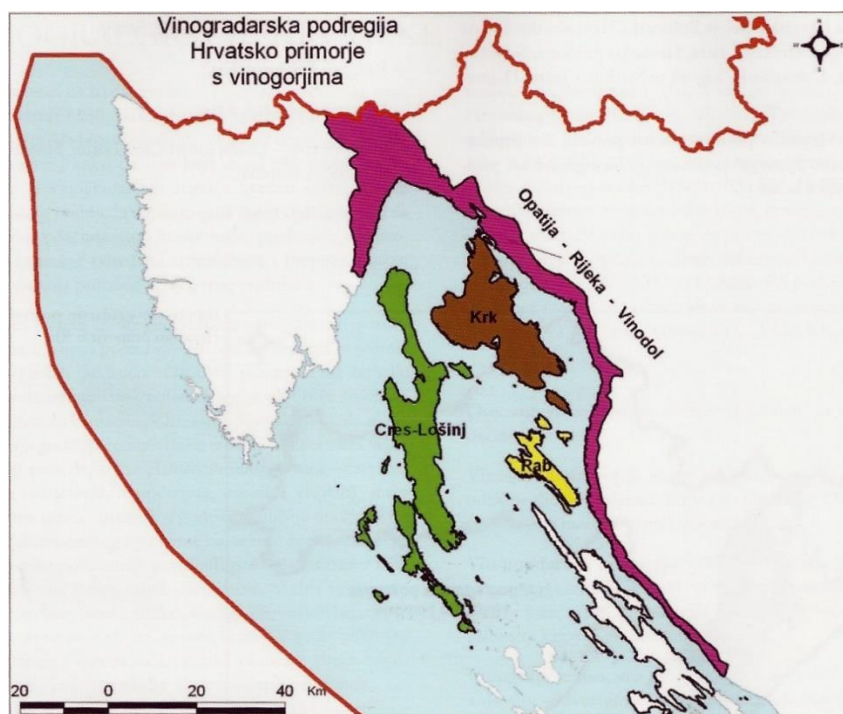 Vinogradarska podregija
Hrvatsko primorje
s vinogorjima
Opatija - Rijeka - Vinodol
Krk
Cres-Lošinj
Rab
20 0 20 40 Km